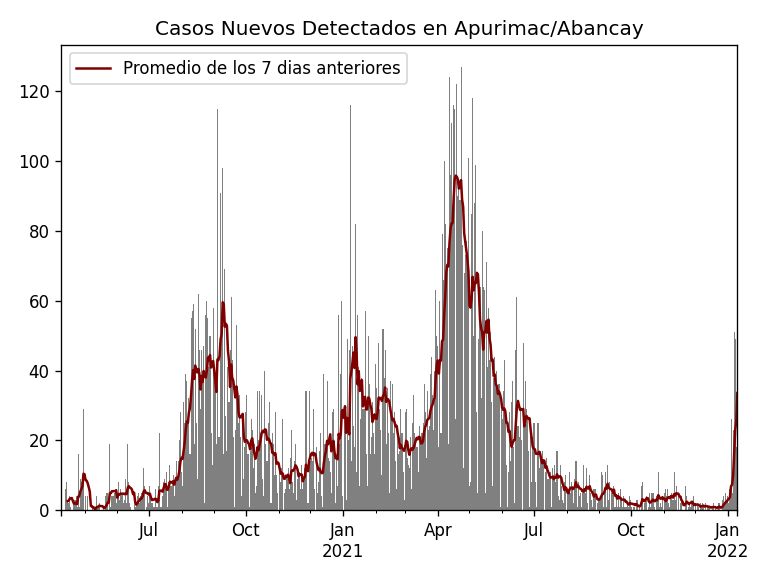 Casos Nuevos Detectados en Apurimac/Abancay
Promedio de los 7 dias anteriores
120
100
80
60
40
20
0
Jul
Oct
Jan
2021
Apr
Jul
Oct
Jan
2022